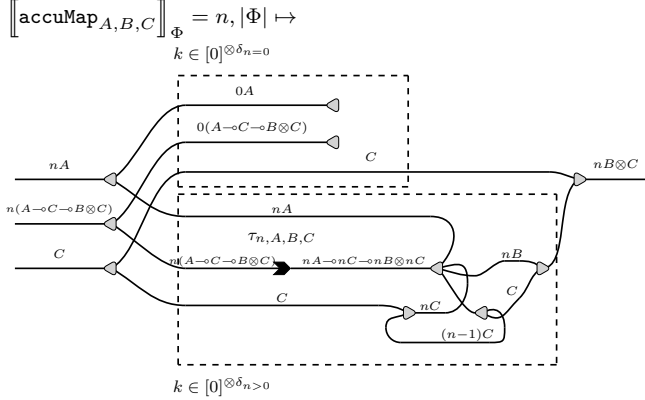 ⟦accuMap_{A,B,C}⟧_Φ = n, |Φ| ↦
k ∈ [0]^{⊗δ_{n=0}}
0A
0(A⊸C⊸B⊗C)
C
nA
nB⊗C
n(A⊸C⊸B⊗C)
nA
τ_{n,A,B,C}
C
n(A⊸C⊸B⊗C)
nA⊸nC⊸nB⊗nC
nB
C
C
nC
(n−1)C
k ∈ [0]^{⊗δ_{n>0}}